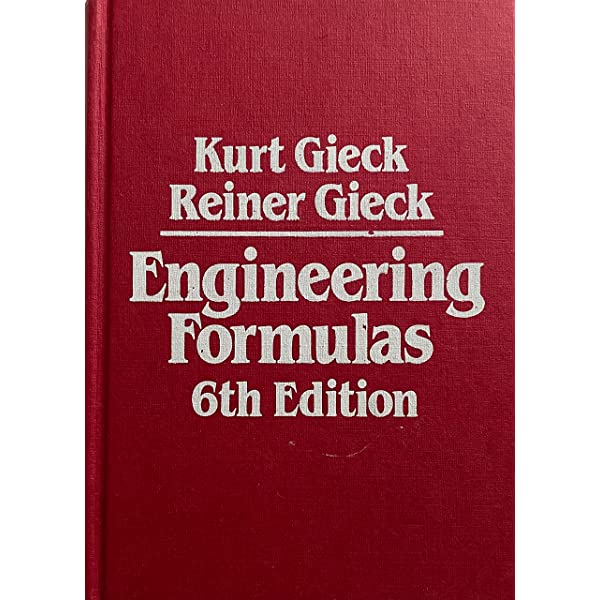 Kurt Gieck
Reiner Gieck
Engineering
Formulas
6th Edition